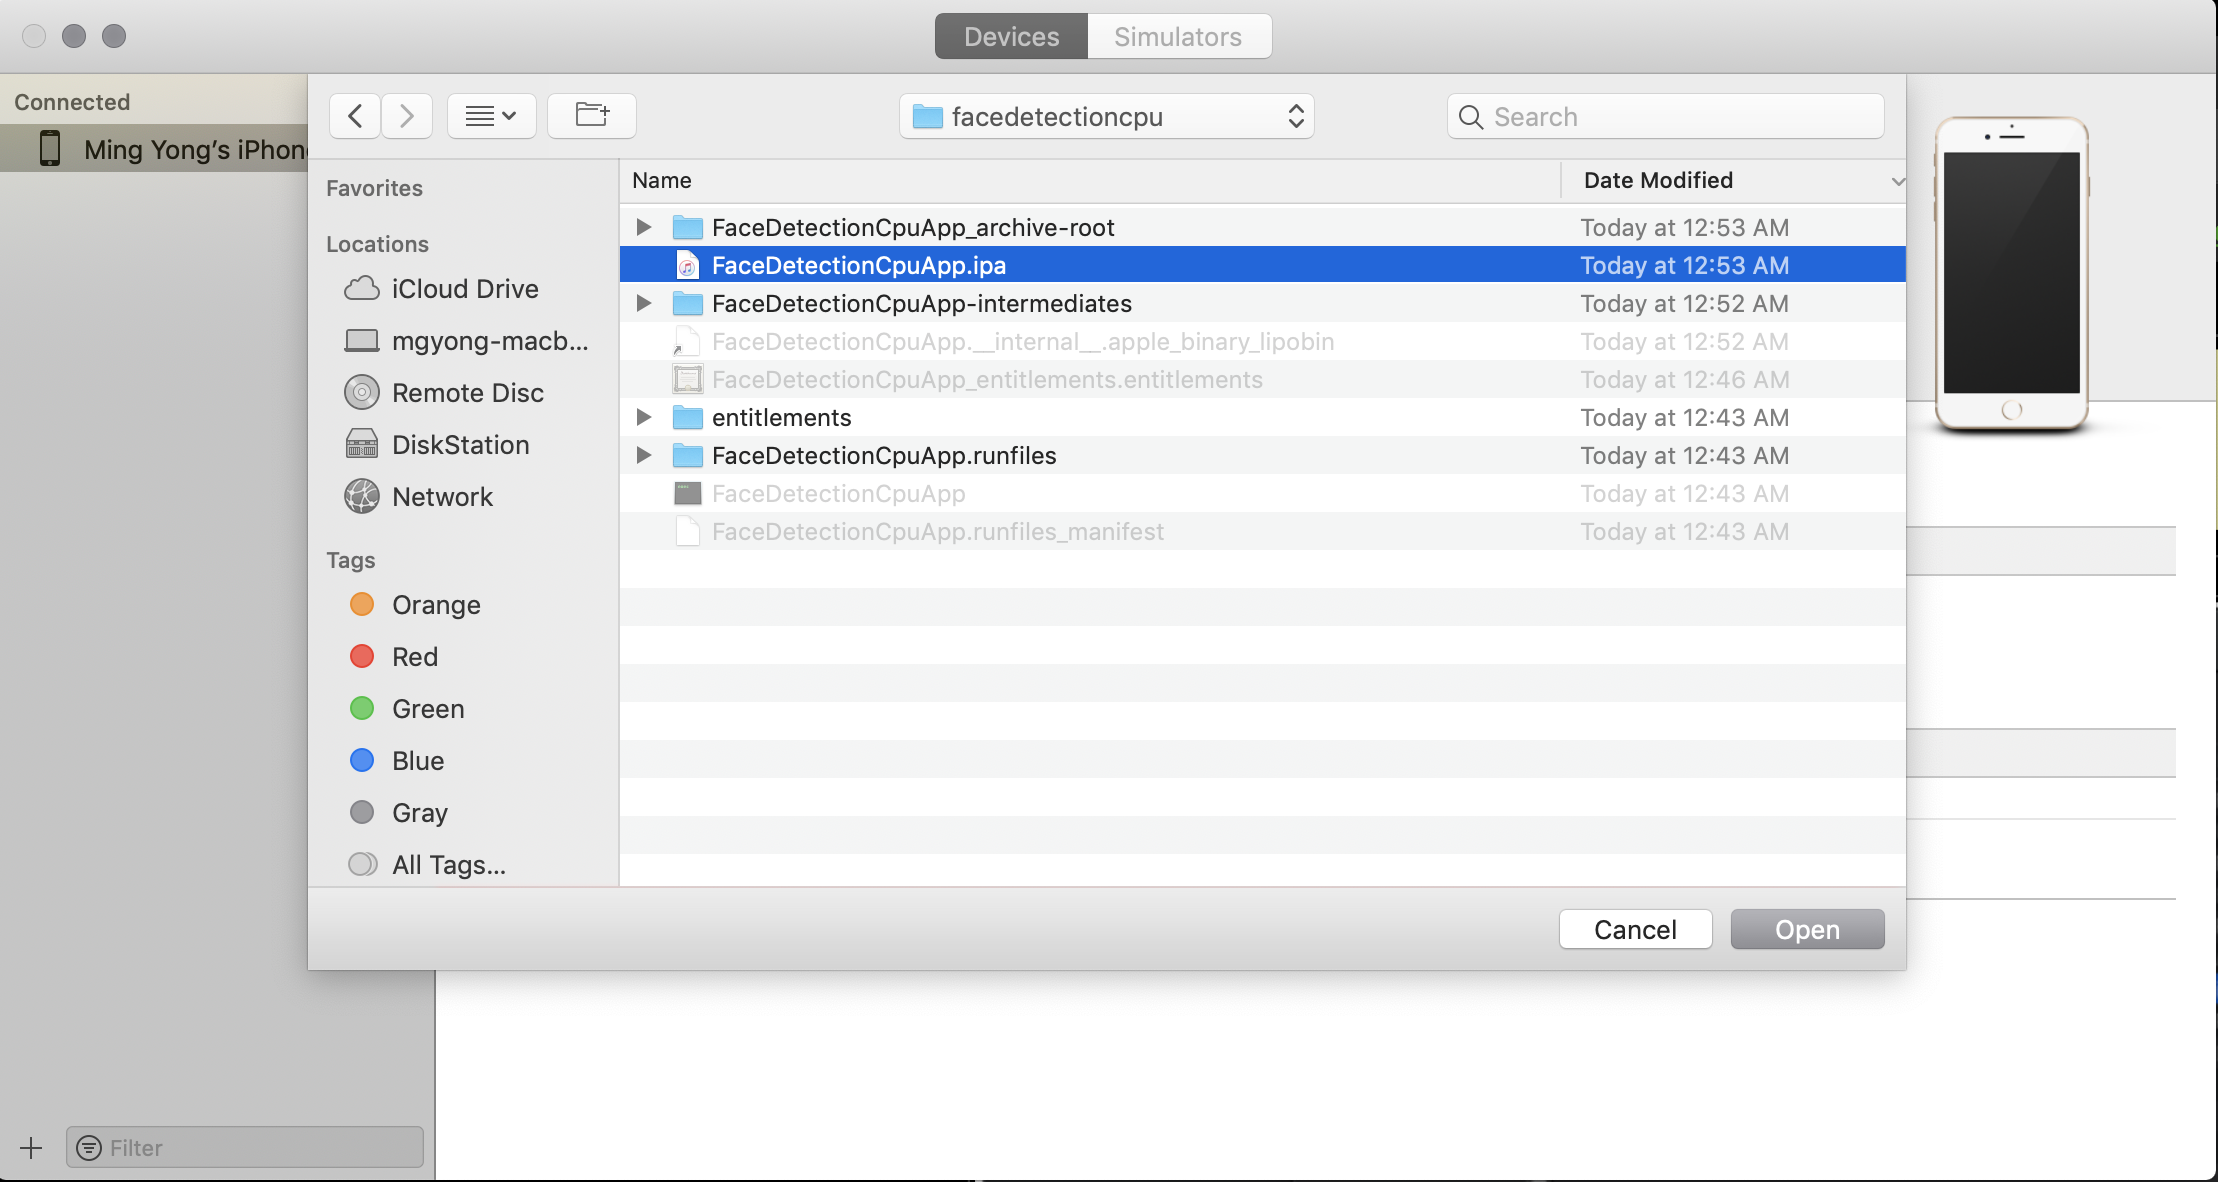 Devices
Simulators
Connected
Ming Yong’s iPhon
facedetectioncpu
Search
Favorites
Locations
iCloud Drive
mgyong-macb...
Remote Disc
DiskStation
Network
Tags
Orange
Red
Green
Blue
Gray
All Tags...
Name
Date Modified
FaceDetectionCpuApp_archive-root
Today at 12:53 AM
FaceDetectionCpuApp.ipa
Today at 12:53 AM
FaceDetectionCpuApp-intermediates
Today at 12:52 AM
FaceDetectionCpuApp.__internal__.apple_binary_lipobin
Today at 12:52 AM
FaceDetectionCpuApp_entitlements.entitlements
Today at 12:46 AM
entitlements
Today at 12:43 AM
FaceDetectionCpuApp.runfiles
Today at 12:43 AM
FaceDetectionCpuApp
Today at 12:43 AM
FaceDetectionCpuApp.runfiles_manifest
Today at 12:43 AM
Cancel
Open
Filter